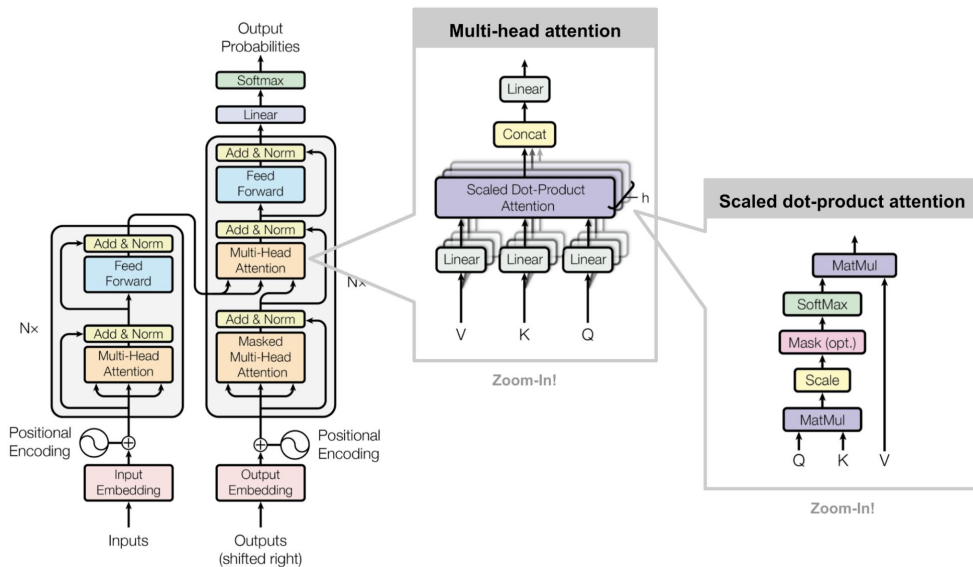 Output
Probabilities
Softmax
Linear
Add & Norm
Feed
Forward
Add & Norm
Multi-Head
Attention
Add & Norm
Masked
Multi-Head
Attention
Nx
Positional
Encoding
Output
Embedding
Outputs
(shifted right)
Add & Norm
Feed
Forward
Nx
Add & Norm
Multi-Head
Attention
Positional
Encoding
Input
Embedding
Inputs
Multi-head attention
Linear
Concat
Scaled Dot-Product
Attention
h
Linear
Linear
Linear
V
K
Q
Zoom-In!
Scaled dot-product attention
MatMul
SoftMax
Mask (opt.)
Scale
MatMul
Q
K
V
Zoom-In!